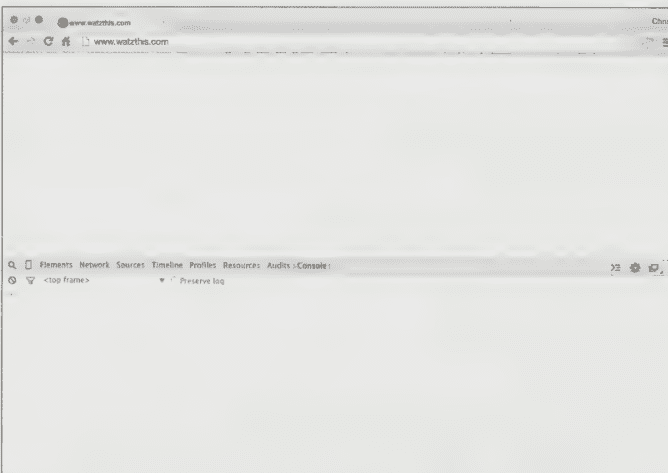 www.watzthis.com
www.watzthis.com
Elements Network Sources Timeline Profiles Resources Audits Console
<top frame> ▼ Preserve log